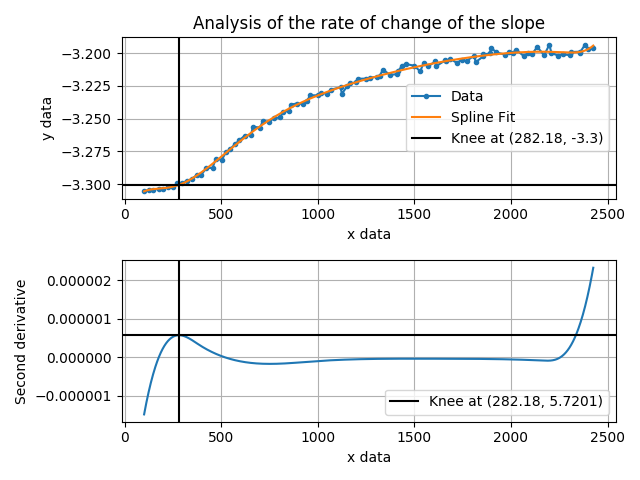 Analysis of the rate of change of the slope
−3.200
−3.225
−3.250
−3.275
−3.300
y data
Data
Spline Fit
Knee at (282.18, -3.3)
0 500 1000 1500 2000 2500
x data
0.000002
0.000001
0.000000
−0.000001
Second derivative
Knee at (282.18, 5.7201)
0 500 1000 1500 2000 2500
x data